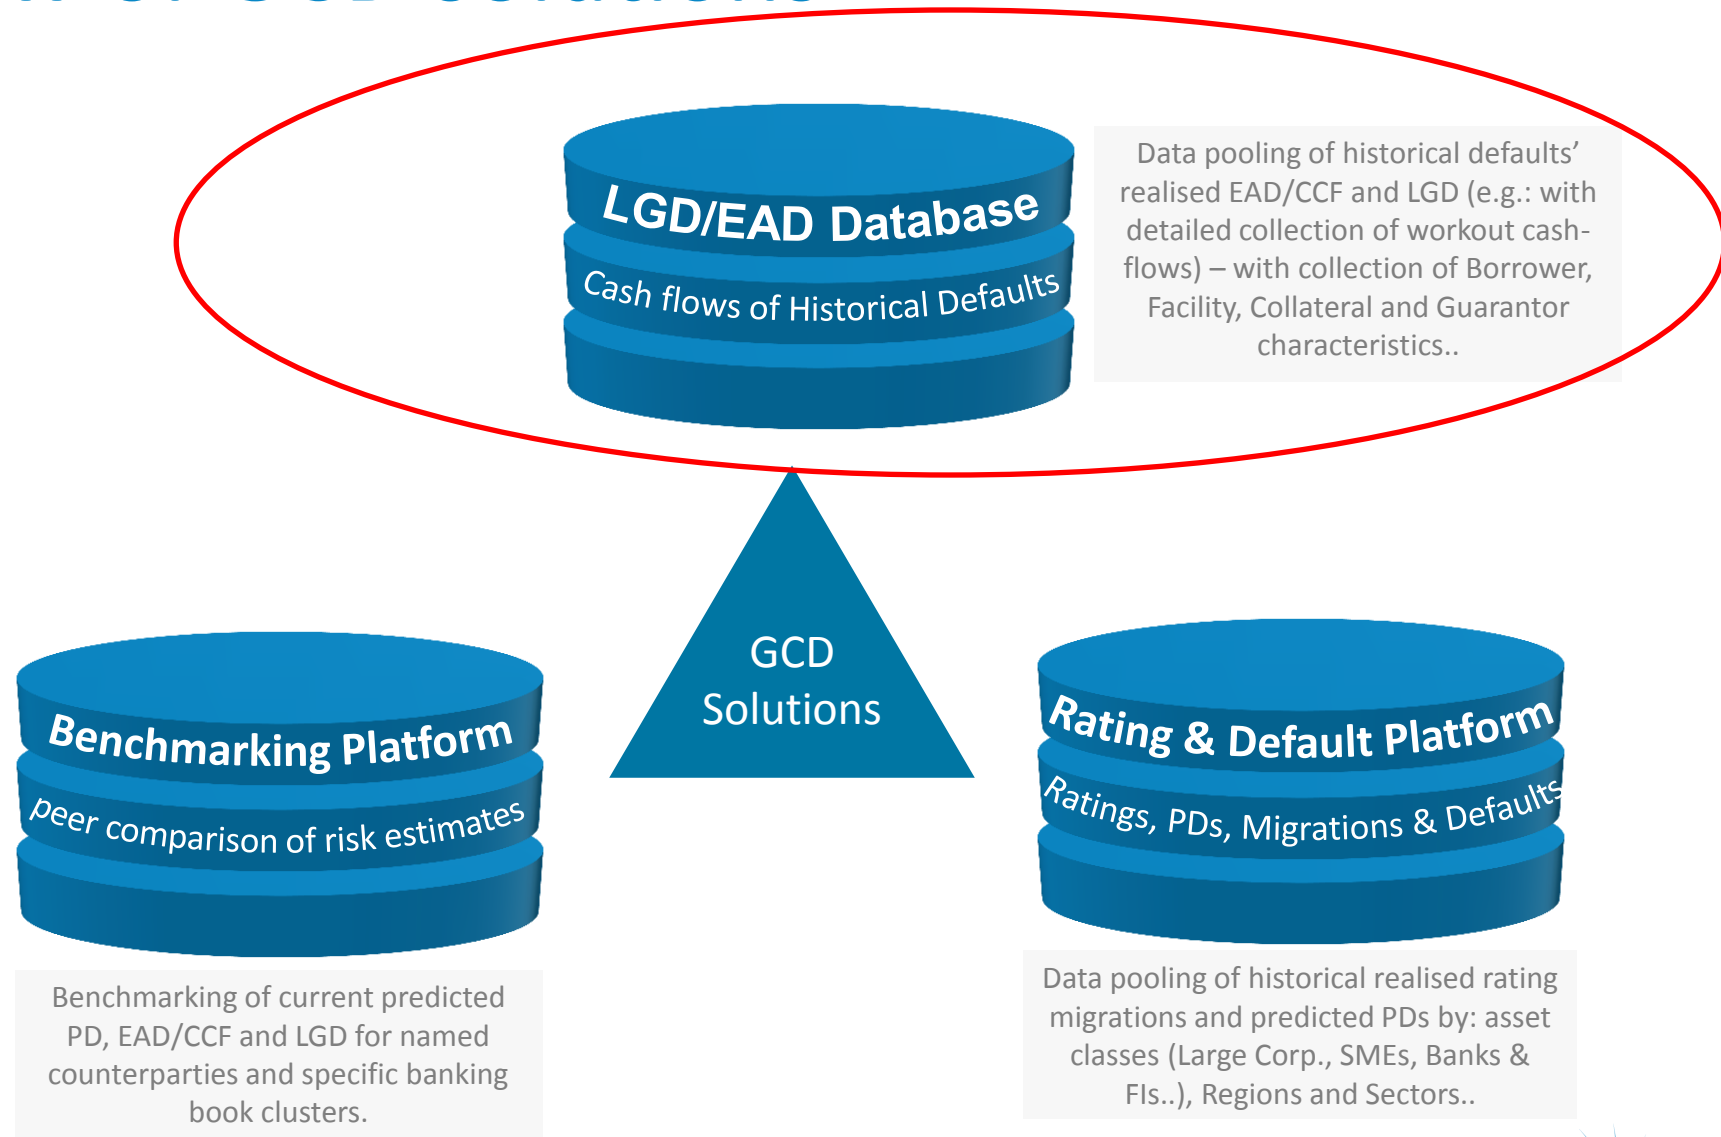 LGD/EAD Database
Cash flows of Historical Defaults
Data pooling of historical defaults’
realised EAD/CCF and LGD (e.g.: with
detailed collection of workout cash-
flows) – with collection of Borrower,
Facility, Collateral and Guarantor
characteristics..
GCD
Solutions
Benchmarking Platform
peer comparison of risk estimates
Benchmarking of current predicted
PD, EAD/CCF and LGD for named
counterparties and specific banking
book clusters.
Rating & Default Platform
Ratings, PDs, Migrations & Defaults
Data pooling of historical realised rating
migrations and predicted PDs by: asset
classes (Large Corp., SMEs, Banks &
FIs..), Regions and Sectors..